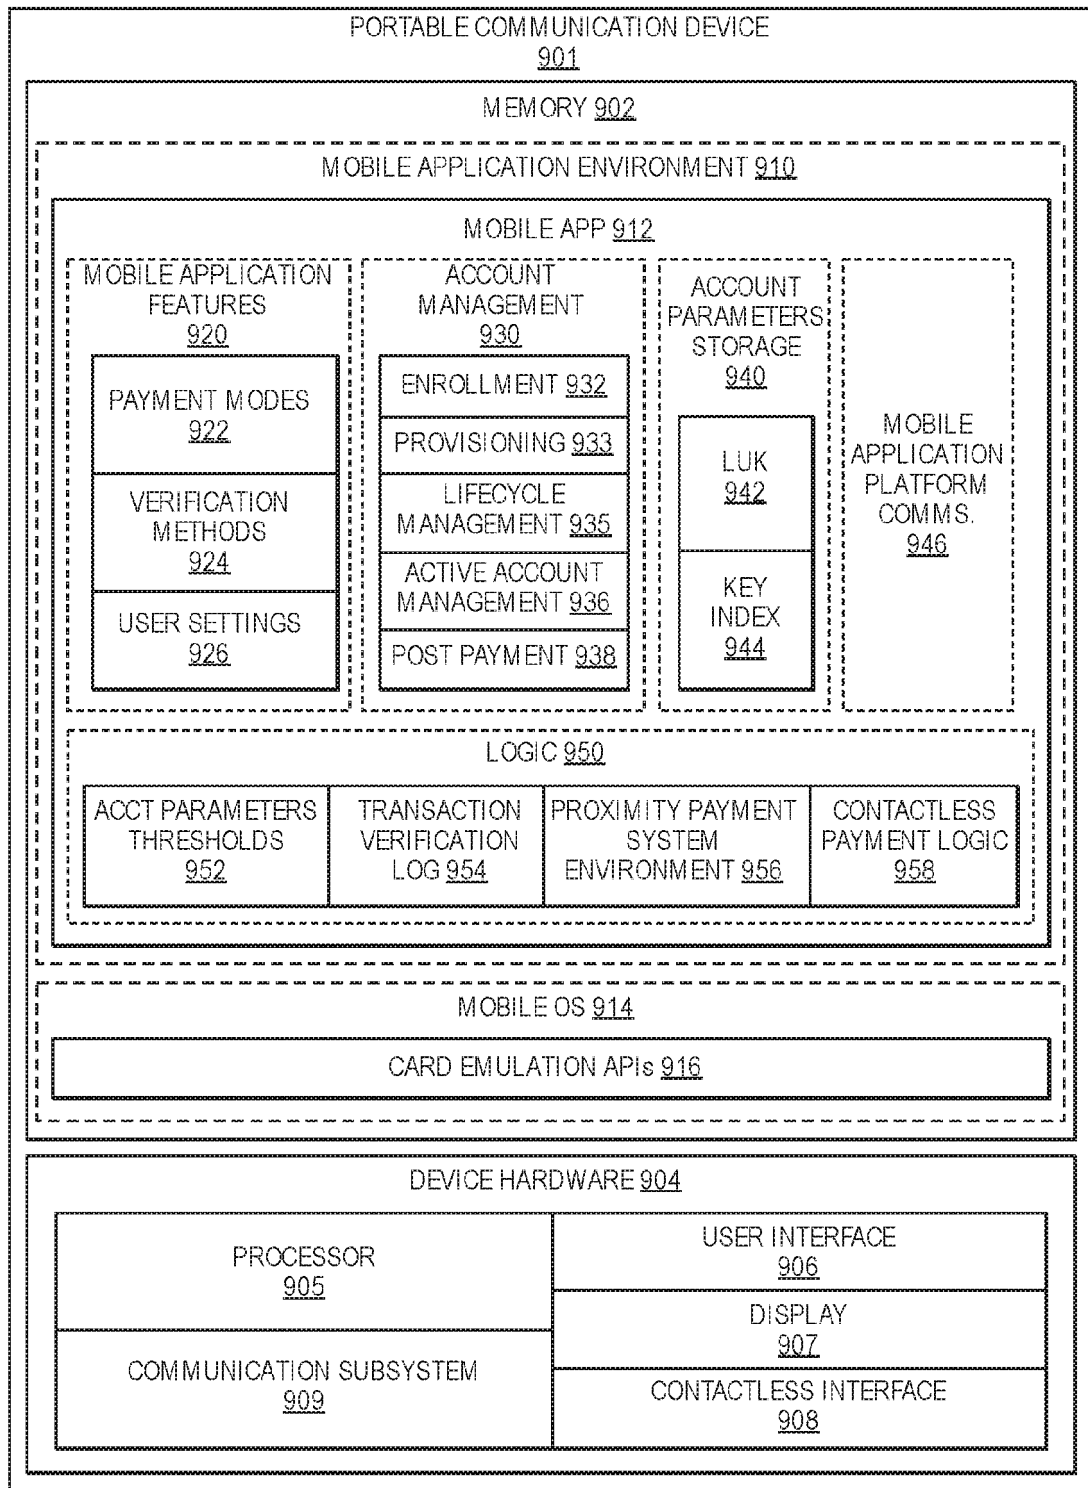 PORTABLE COMMUNICATION DEVICE
901
MEMORY 902
MOBILE APPLICATION ENVIRONMENT 910
MOBILE APP 912
MOBILE APPLICATION
FEATURES
920
PAYMENT MODES
922
VERIFICATION
METHODS
924
USER SETTINGS
926
ACCOUNT
MANAGEMENT
930
ENROLLMENT 932
PROVISIONING 933
LIFECYCLE
MANAGEMENT 935
ACTIVE ACCOUNT
MANAGEMENT 936
POST PAYMENT 938
ACCOUNT
PARAMETERS
STORAGE
940
LUK
942
KEY
INDEX
944
MOBILE
APPLICATION
PLATFORM
COMMS.
946
LOGIC 950
ACCT PARAMETERS
THRESHOLDS
952
TRANSACTION
VERIFICATION
LOG 954
PROXIMITY PAYMENT
SYSTEM
ENVIRONMENT 956
CONTACTLESS
PAYMENT LOGIC
958
MOBILE OS 914
CARD EMULATION APIs 916
DEVICE HARDWARE 904
PROCESSOR
905
COMMUNICATION SUBSYSTEM
909
USER INTERFACE
906
DISPLAY
907
CONTACTLESS INTERFACE
908